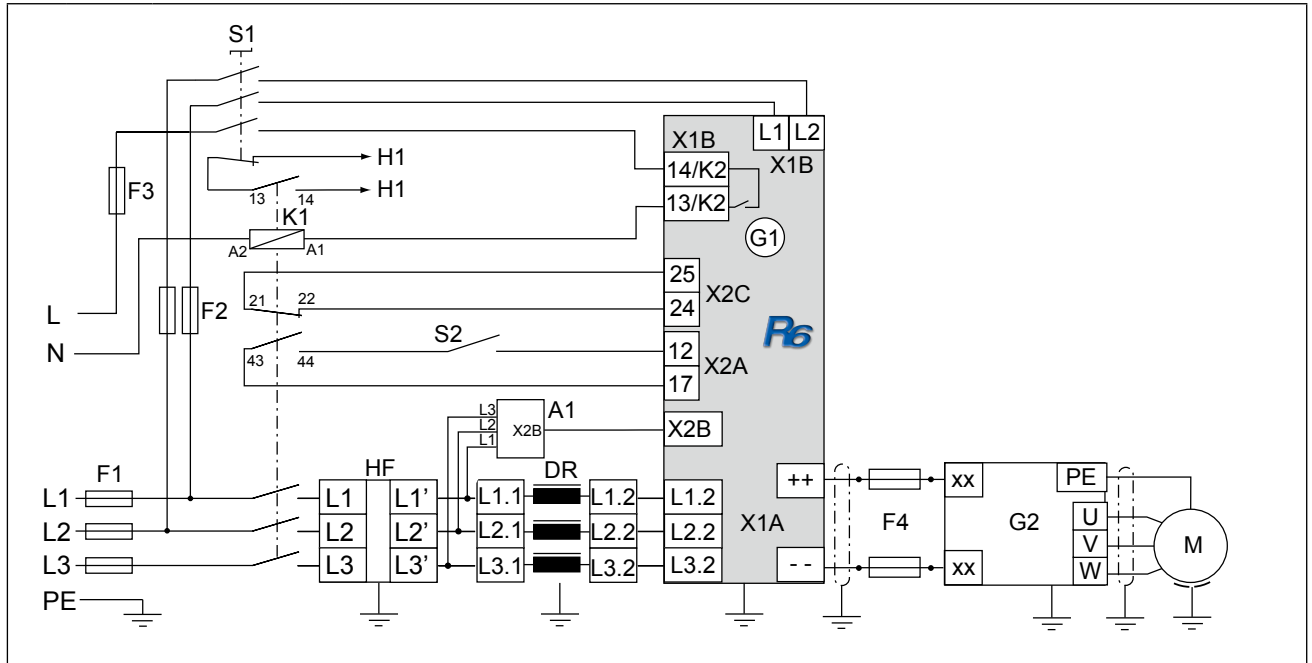 S1
L1 L2
X1B
X1B
H1
14/K2
F3
H1
13 14
13/K2
K1
G1
A2 A1
25
X2C
21 22
24
L
F2
R6
S2
N
12
43 44
X2A
17
L3
A1
L2
X2B
X2B
L1
F1
HF
DR
++
xx
PE
L1
L1
L1'
L1.1
L1.2
L1.2
F4
G2
U
L2
L2
L2'
L2.1
L2.2
L2.2
X1A
V
M
L3
L3
L3'
L3.1
L3.2
L3.2
- -
xx
W
PE